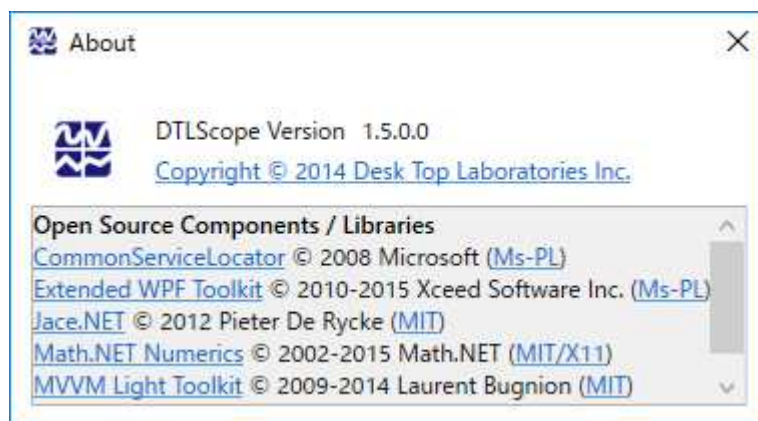 About
DTLScope Version 1.5.0.0
Copyright © 2014 Desk Top Laboratories Inc.
Open Source Components / Libraries
CommonServiceLocator © 2008 Microsoft (Ms-PL)
Extended WPF Toolkit © 2010-2015 Xceed Software Inc. (Ms-PL)
Jace.NET © 2012 Pieter De Rycke (MIT)
Math.NET Numerics © 2002-2015 Math.NET (MIT/X11)
MVVM Light Toolkit © 2009-2014 Laurent Bugnion (MIT)